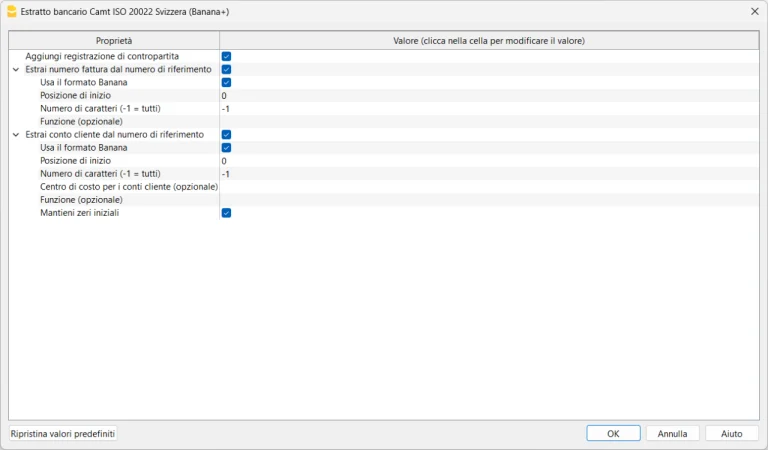 Estratto bancario Camt ISO 20022 Svizzera (Banana+)
Proprietà Valore (clicca nella cella per modificare il valore)
Aggiungi registrazione di contropartita
Estrai numero fattura dal numero di riferimento
Usa il formato Banana
Posizione di inizio 0
Numero di caratteri (-1 = tutti) -1
Funzione (opzionale)
Estrai conto cliente dal numero di riferimento
Usa il formato Banana
Posizione di inizio 0
Numero di caratteri (-1 = tutti) -1
Centro di costo per i conti cliente (opzionale)
Funzione (opzionale)
Mantieni zeri iniziali
Ripristina valori predefiniti OK Annulla Aiuto